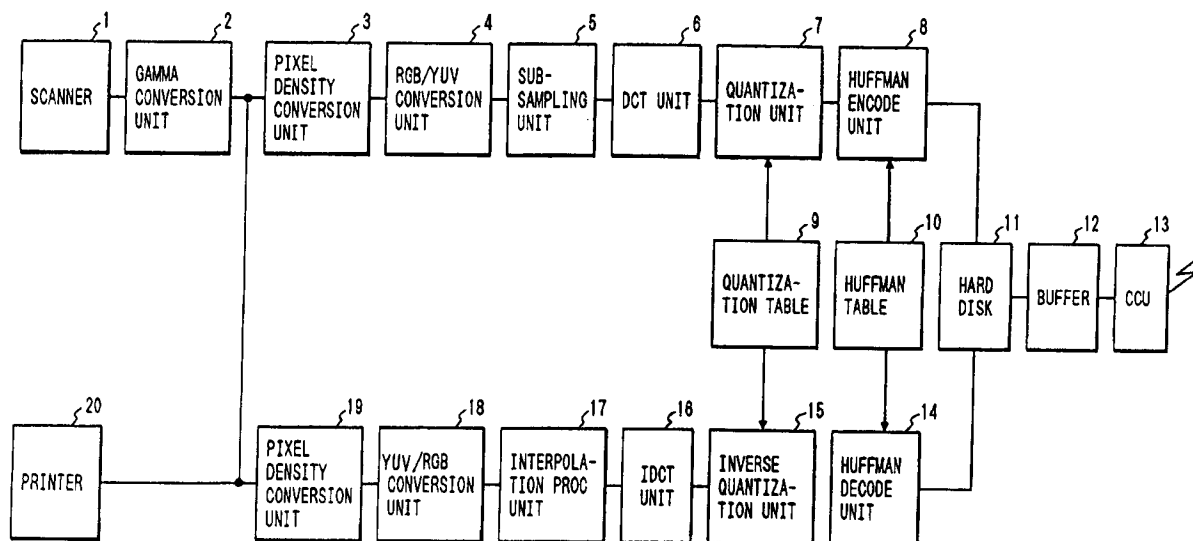 1
2
3
4
5
6
7
8
SCANNER
GAMMA
CONVERSION
UNIT
PIXEL
DENSITY
CONVERSION
UNIT
RGB/YUV
CONVERSION
UNIT
SUB-
SAMPLING
UNIT
DCT UNIT
QUANTIZA-
TION UNIT
HUFFMAN
ENCODE
UNIT
9
10
11
12
13
QUANTIZA-
TION TABLE
HUFFMAN
TABLE
HARD
DISK
BUFFER
CCU
20
19
18
17
16
15
14
PRINTER
PIXEL
DENSITY
CONVERSION
UNIT
YUV/RGB
CONVERSION
UNIT
INTERPOLA-
TION PROC
UNIT
IDCT
UNIT
INVERSE
QUANTIZA-
TION UNIT
HUFFMAN
DECODE
UNIT